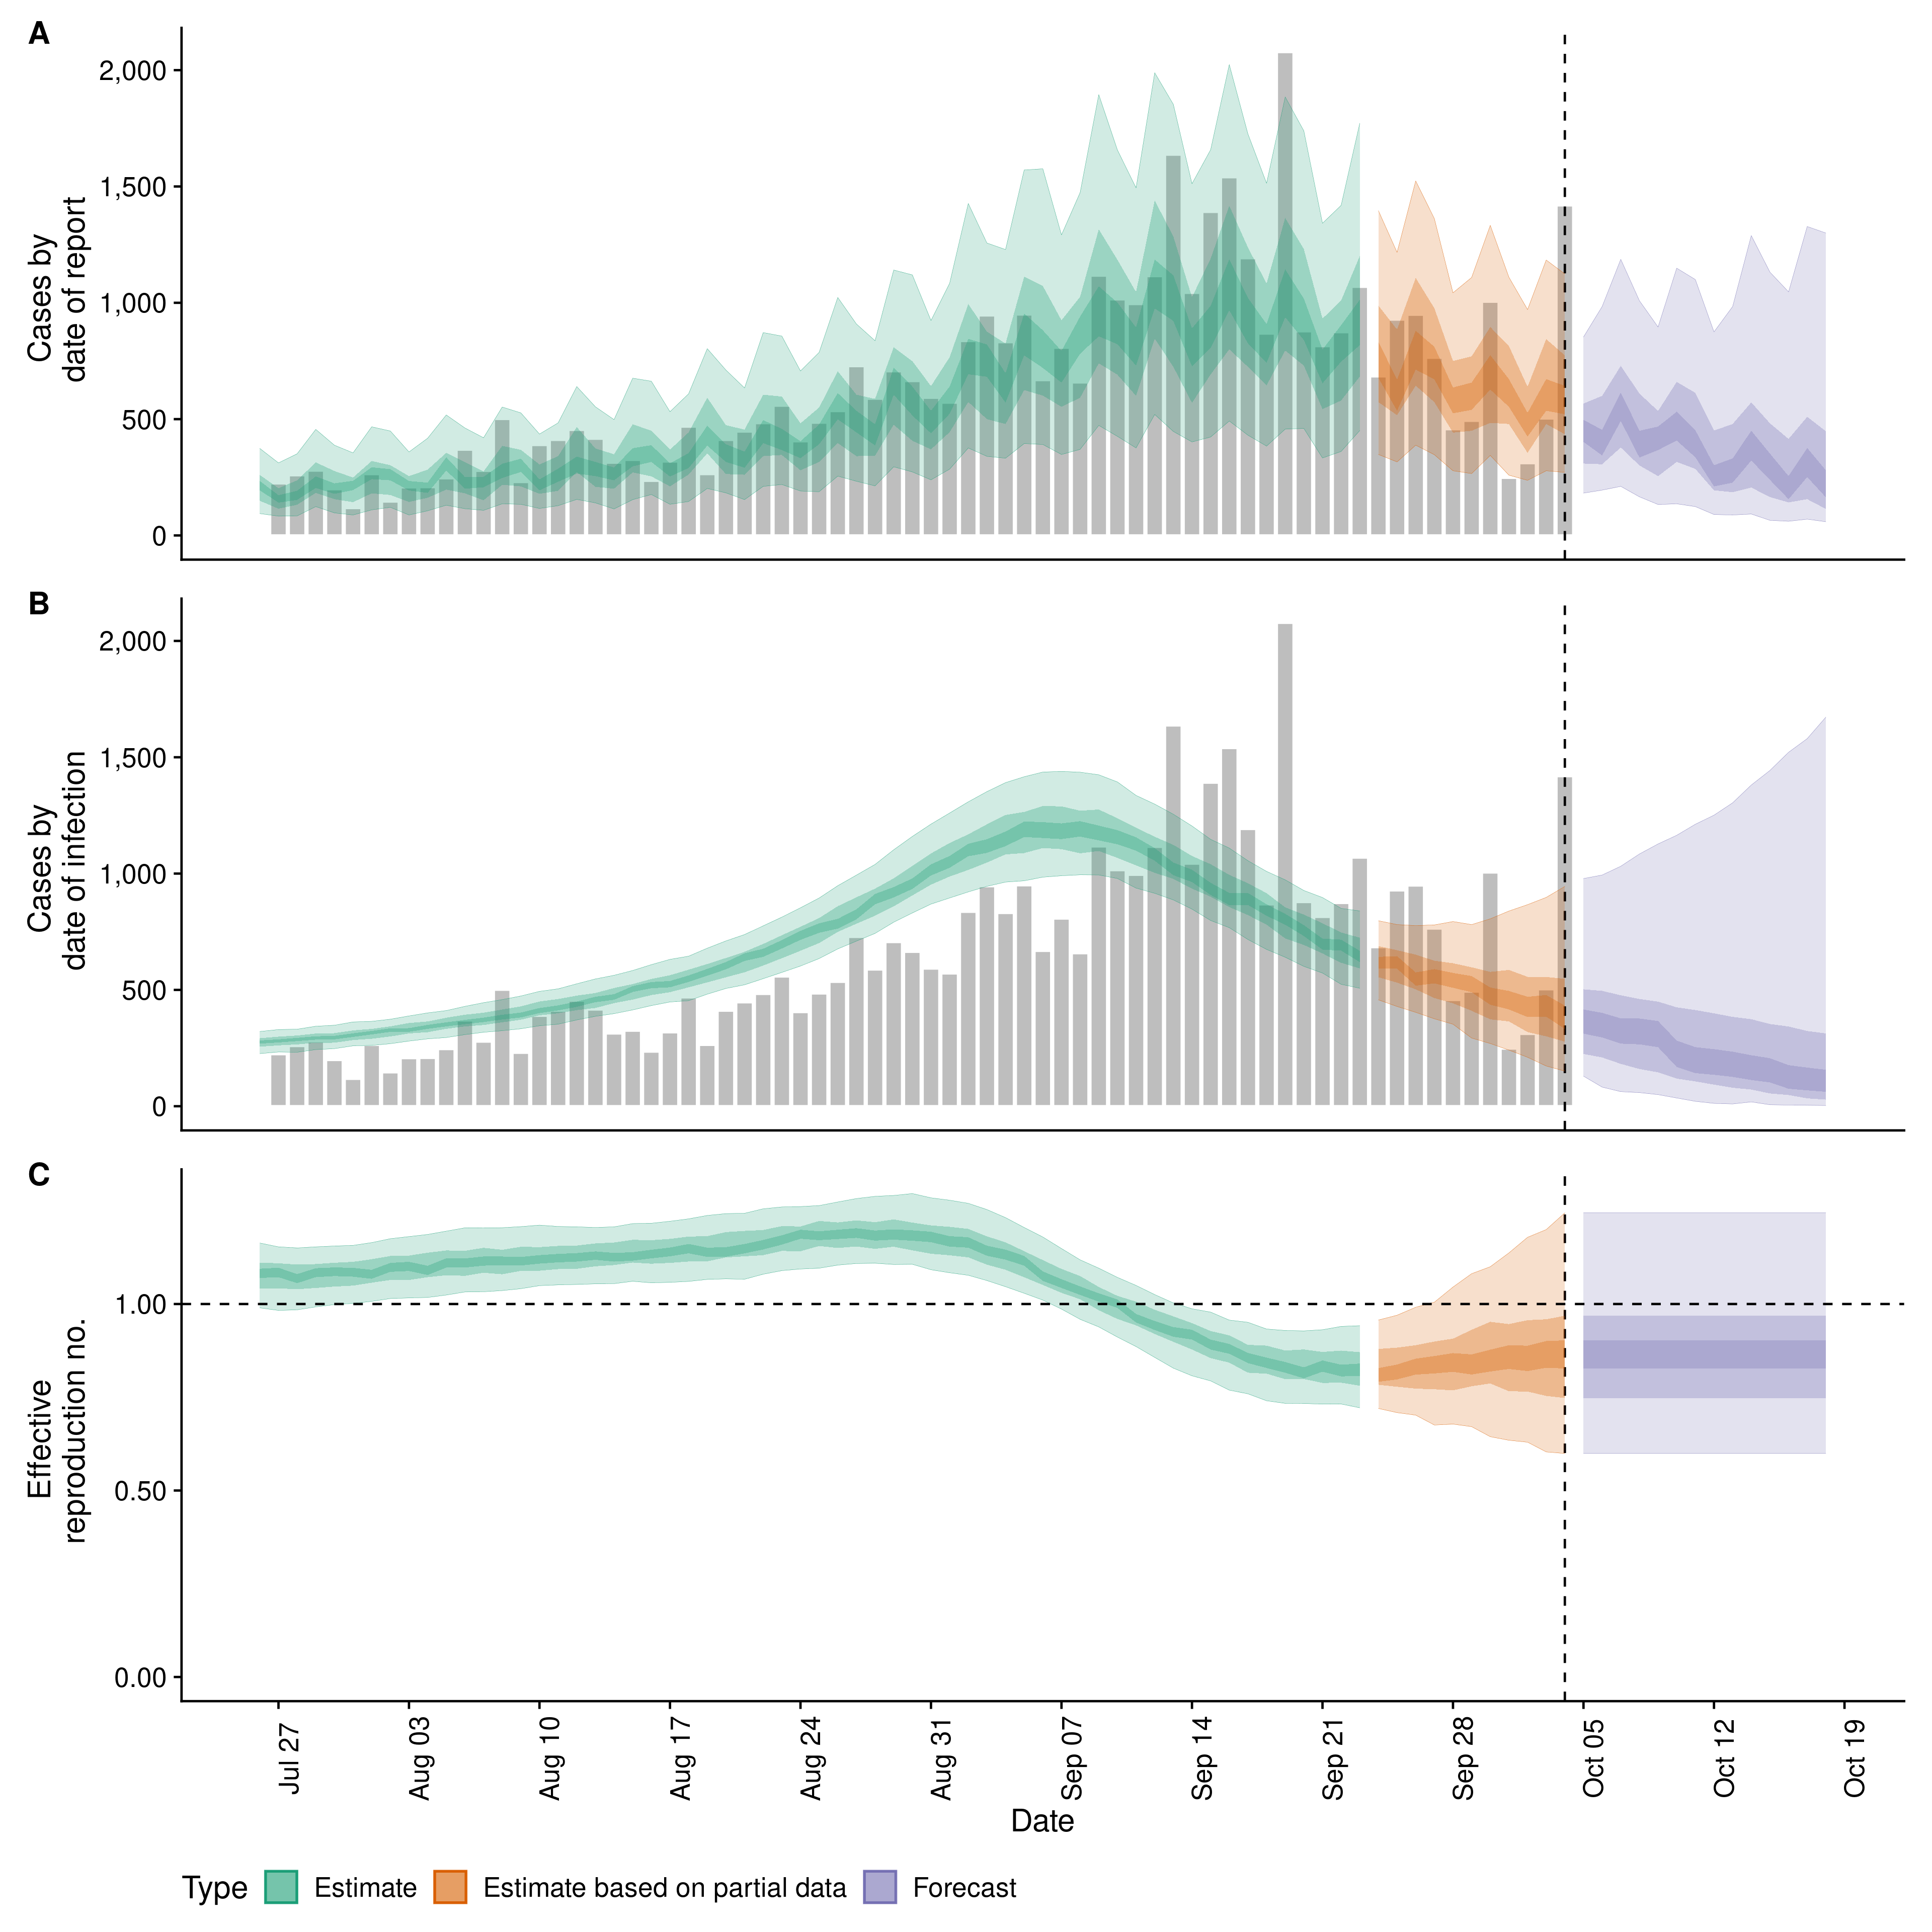 A
2,000
1,500
1,000
500
0
Cases by
date of report
B
2,000
1,500
1,000
500
0
Cases by
date of infection
C
1.00
0.50
0.00
Effective
reproduction no.
Jul 27
Aug 03
Aug 10
Aug 17
Aug 24
Aug 31
Sep 07
Sep 14
Sep 21
Sep 28
Oct 05
Oct 12
Oct 19
Date
Type Estimate Estimate based on partial data Forecast